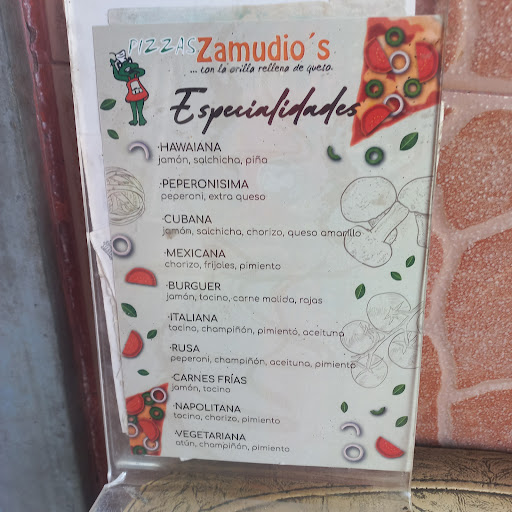 PIZZAS Zamudio´s
... con la orilla rellena de queso.
Especialidades
·HAWAIANA
jamón, salchicha, piña
·PEPERONISIMA
peperoni, extra queso
·CUBANA
jamón, salchicha, chorizo, queso amarillo
·MEXICANA
chorizo, frijoles, pimiento
·BURGUER
jamón, tocino, carne molida, rajas
·ITALIANA
tocino, champiñón, pimiento, aceituna
·RUSA
peperoni, champiñón, aceituna, pimiento
·CARNES FRÍAS
jamón, tocino
·NAPOLITANA
tocino, chorizo, pimiento
·VEGETARIANA
atún, champiñón, pimiento